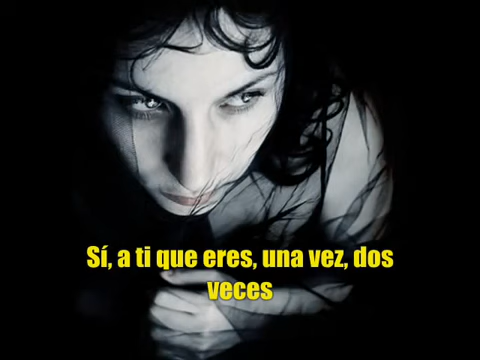 Sí, a ti que eres, una vez, dos
veces